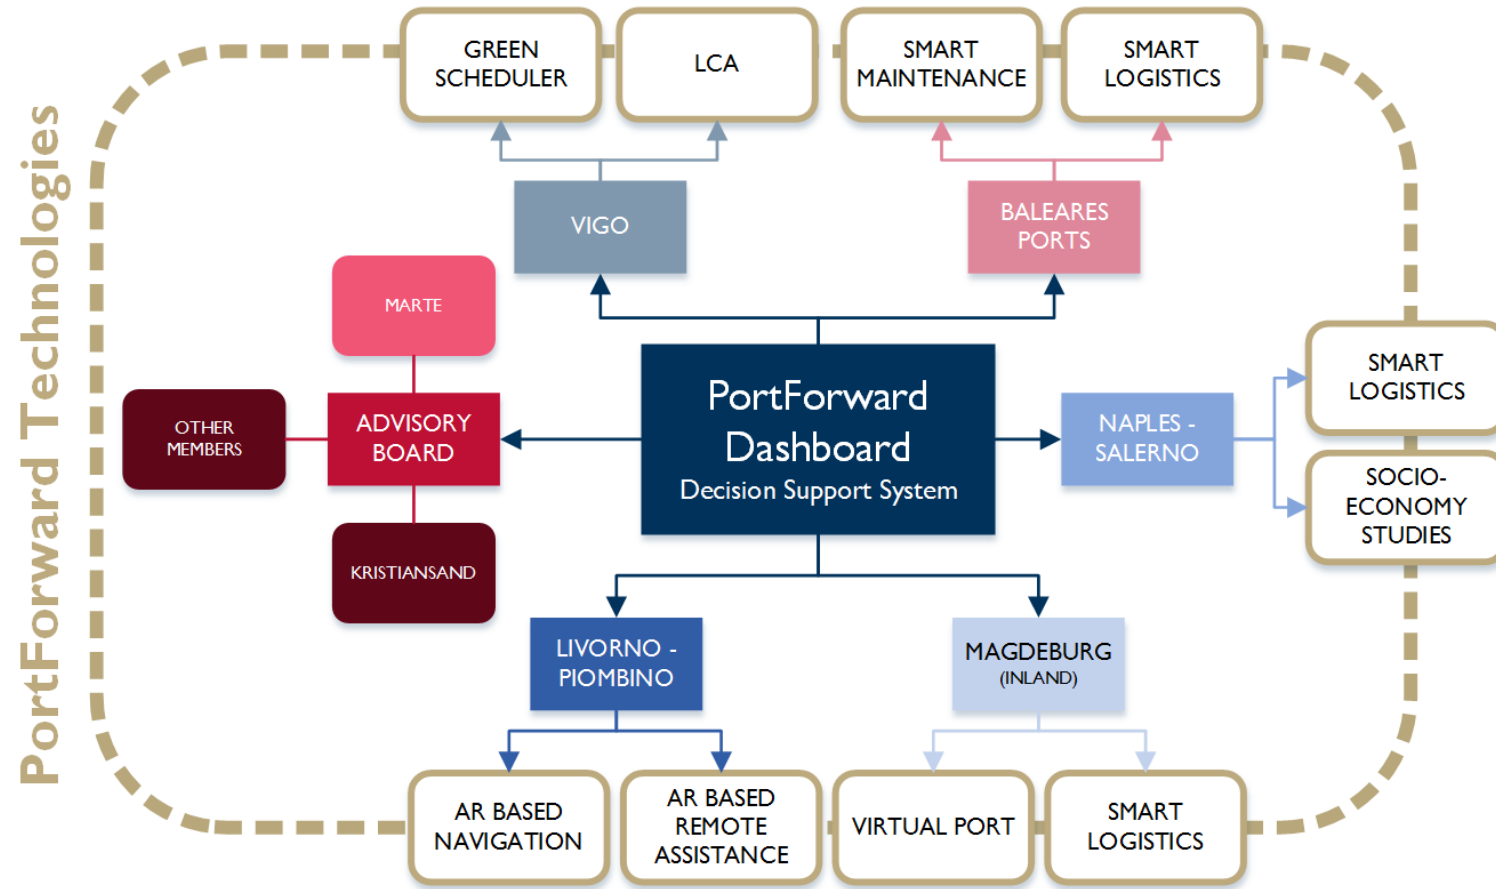 PortForward Technologies
GREEN
SCHEDULER
LCA
SMART
MAINTENANCE
SMART
LOGISTICS
VIGO
BALEARES
PORTS
MARTE
OTHER
MEMBERS
ADVISORY
BOARD
KRISTIANSAND
PortForward
Dashboard
Decision Support System
NAPLES -
SALERNO
SMART
LOGISTICS
SOCIO-
ECONOMY
STUDIES
LIVORNO -
PIOMBINO
MAGDEBURG
(INLAND)
AR BASED
NAVIGATION
AR BASED
REMOTE
ASSISTANCE
VIRTUAL PORT
SMART
LOGISTICS